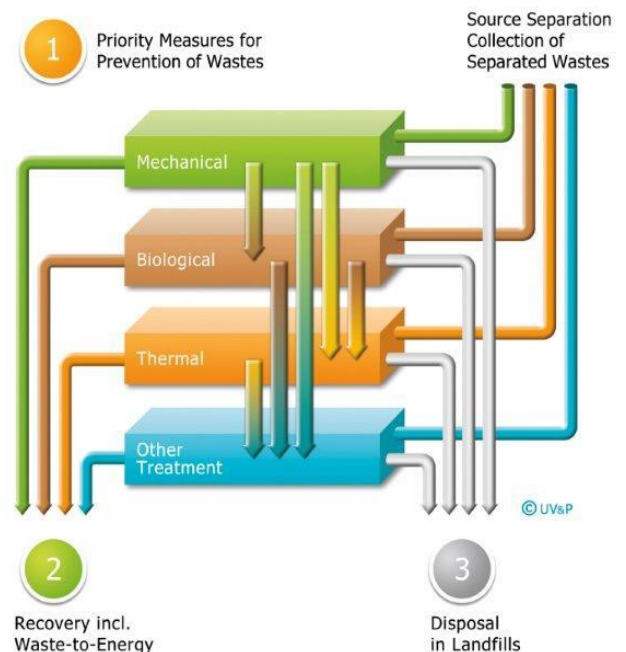 1
Priority Measures for
Prevention of Wastes
Source Separation
Collection of
Separated Wastes
Mechanical
Biological
Thermal
Other
Treatment
© UV&P
2
Recovery incl.
Waste-to-Energy
3
Disposal
in Landfills